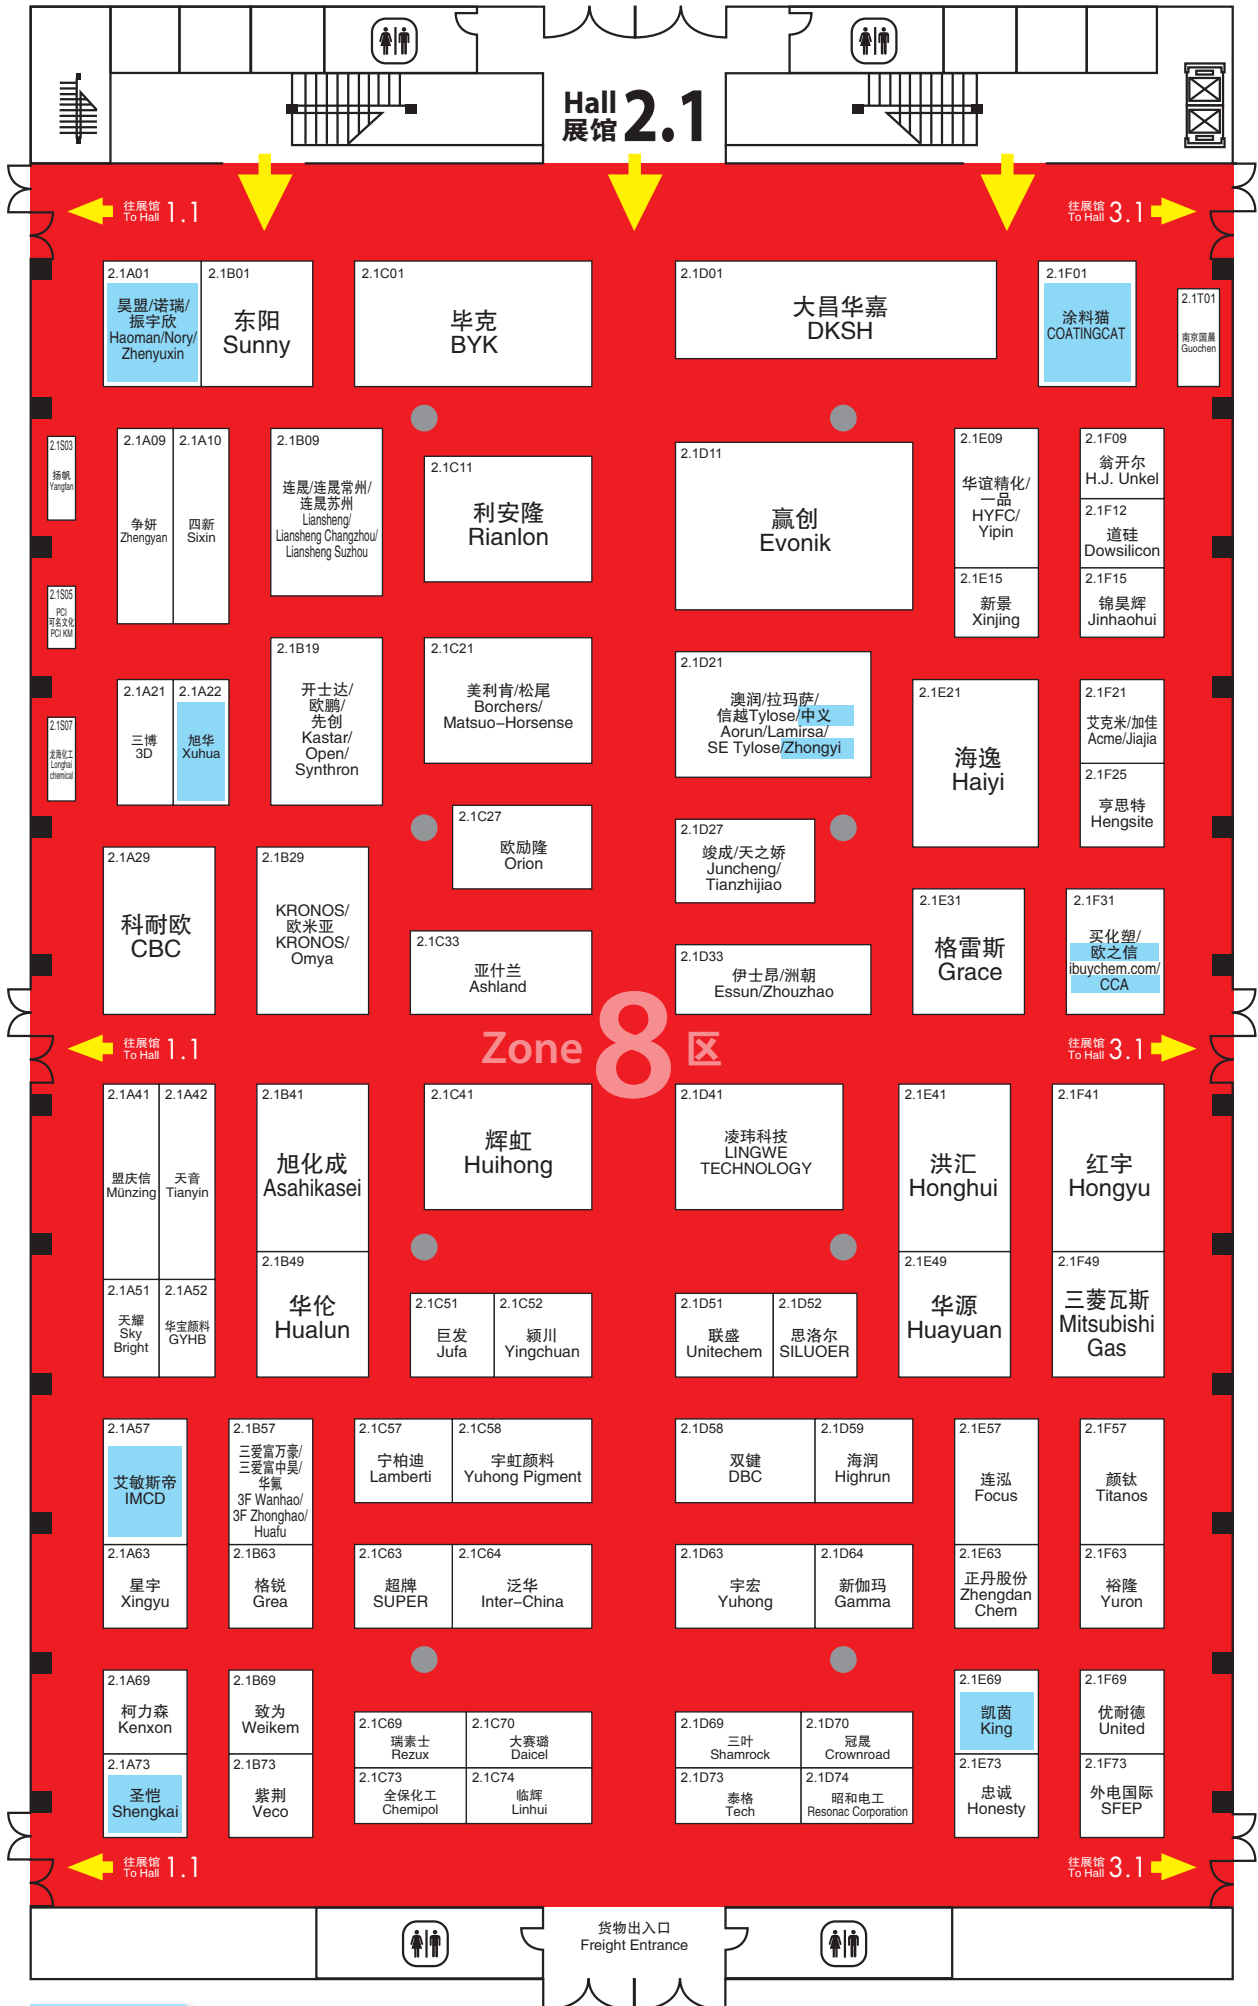 Hall
展馆 2.1
往展馆
To Hall 1.1
往展馆
To Hall 3.1
2.1A01
昊盟/诺瑞/
振宇欣
Haoman/Nory/
Zhenyuxin
2.1B01
东阳
Sunny
2.1C01
毕克
BYK
2.1D01
大昌华嘉
DKSH
2.1F01
涂料猫
COATINGCAT
2.1T01
南京国晨
Guochen
2.1S03
扬帆
Yangfan
2.1A09
争妍
Zhengyan
2.1A10
四新
Sixin
2.1B09
连晟/连晟常州/
连晟苏州
Liansheng/
Liansheng Changzhou/
Liansheng Suzhou
2.1C11
利安隆
Rianlon
2.1D11
赢创
Evonik
2.1E09
华谊精化/
一品
HYFC/
Yipin
2.1F09
翁开尔
H.J. Unkel
2.1F12
道硅
Dowsilicon
2.1E15
新景
Xinjing
2.1F15
锦昊辉
Jinhaohui
2.1S05
PCI
可名文化
PCI KM
2.1S07
龙海化工
Longhai
chemical
2.1A21
三博
3D
2.1A22
旭华
Xuhua
2.1B19
开士达/
欧鹏/
先创
Kastar/
Open/
Synthron
2.1C21
美利肯/松尾
Borchers/
Matsuo-Horsense
2.1D21
澳润/拉玛萨/
信越Tylose/中义
Aorun/Lamirsa/
SE Tylose/Zhongyi
2.1E21
海逸
Haiyi
2.1F21
艾克米/加佳
Acme/Jiajia
2.1F25
亨思特
Hengsite
2.1C27
欧励隆
Orion
2.1D27
竣成/天之娇
Juncheng/
Tianzhijiao
2.1A29
科耐欧
CBC
2.1B29
KRONOS/
欧米亚
KRONOS/
Omya
2.1C33
亚什兰
Ashland
2.1D33
伊士昂/洲朝
Essun/Zhouzhao
2.1E31
格雷斯
Grace
2.1F31
买化塑/
欧之信
ibuychem.com/
CCA
往展馆
To Hall 1.1
Zone 8 区
往展馆
To Hall 3.1
2.1A41
盟庆信
Münzing
2.1A42
天音
Tianyin
2.1B41
旭化成
Asahikasei
2.1C41
辉虹
Huihong
2.1D41
凌玮科技
LINGWE
TECHNOLOGY
2.1E41
洪汇
Honghui
2.1F41
红宇
Hongyu
2.1A51
天耀
Sky
Bright
2.1A52
华宝颜料
GYHB
2.1B49
华伦
Hualun
2.1C51
巨发
Jufa
2.1C52
颍川
Yingchuan
2.1D51
联盛
Unitechem
2.1D52
思洛尔
SILUOER
2.1E49
华源
Huayuan
2.1F49
三菱瓦斯
Mitsubishi
Gas
2.1A57
艾敏斯帝
IMCD
2.1B57
三爱富万豪/
三爱富中昊/
华氟
3F Wanhao/
3F Zhonghao/
Huafu
2.1C57
宁柏迪
Lamberti
2.1C58
宇虹颜料
Yuhong Pigment
2.1D58
双键
DBC
2.1D59
海润
Highrun
2.1E57
连泓
Focus
2.1F57
颜钛
Titanos
2.1A63
星宇
Xingyu
2.1B63
格锐
Grea
2.1C63
超牌
SUPER
2.1C64
泛华
Inter-China
2.1D63
宇宏
Yuhong
2.1D64
新伽玛
Gamma
2.1E63
正丹股份
Zhengdan
Chem
2.1F63
裕隆
Yuron
2.1A69
柯力森
Kenxon
2.1B69
致为
Weikem
2.1C69
瑞素士
Rezux
2.1C70
大赛璐
Daicel
2.1D69
三叶
Shamrock
2.1D70
冠晟
Crownroad
2.1E69
凯茵
King
2.1F69
优耐德
United
2.1A73
圣恺
Shengkai
2.1B73
紫荆
Veco
2.1C73
全保化工
Chemipol
2.1C74
临辉
Linhui
2.1D73
泰格
Tech
2.1D74
昭和电工
Resonac Corporation
2.1E73
忠诚
Honesty
2.1F73
外电国际
SFEP
往展馆
To Hall 1.1
往展馆
To Hall 3.1
货物出入口
Freight Entrance